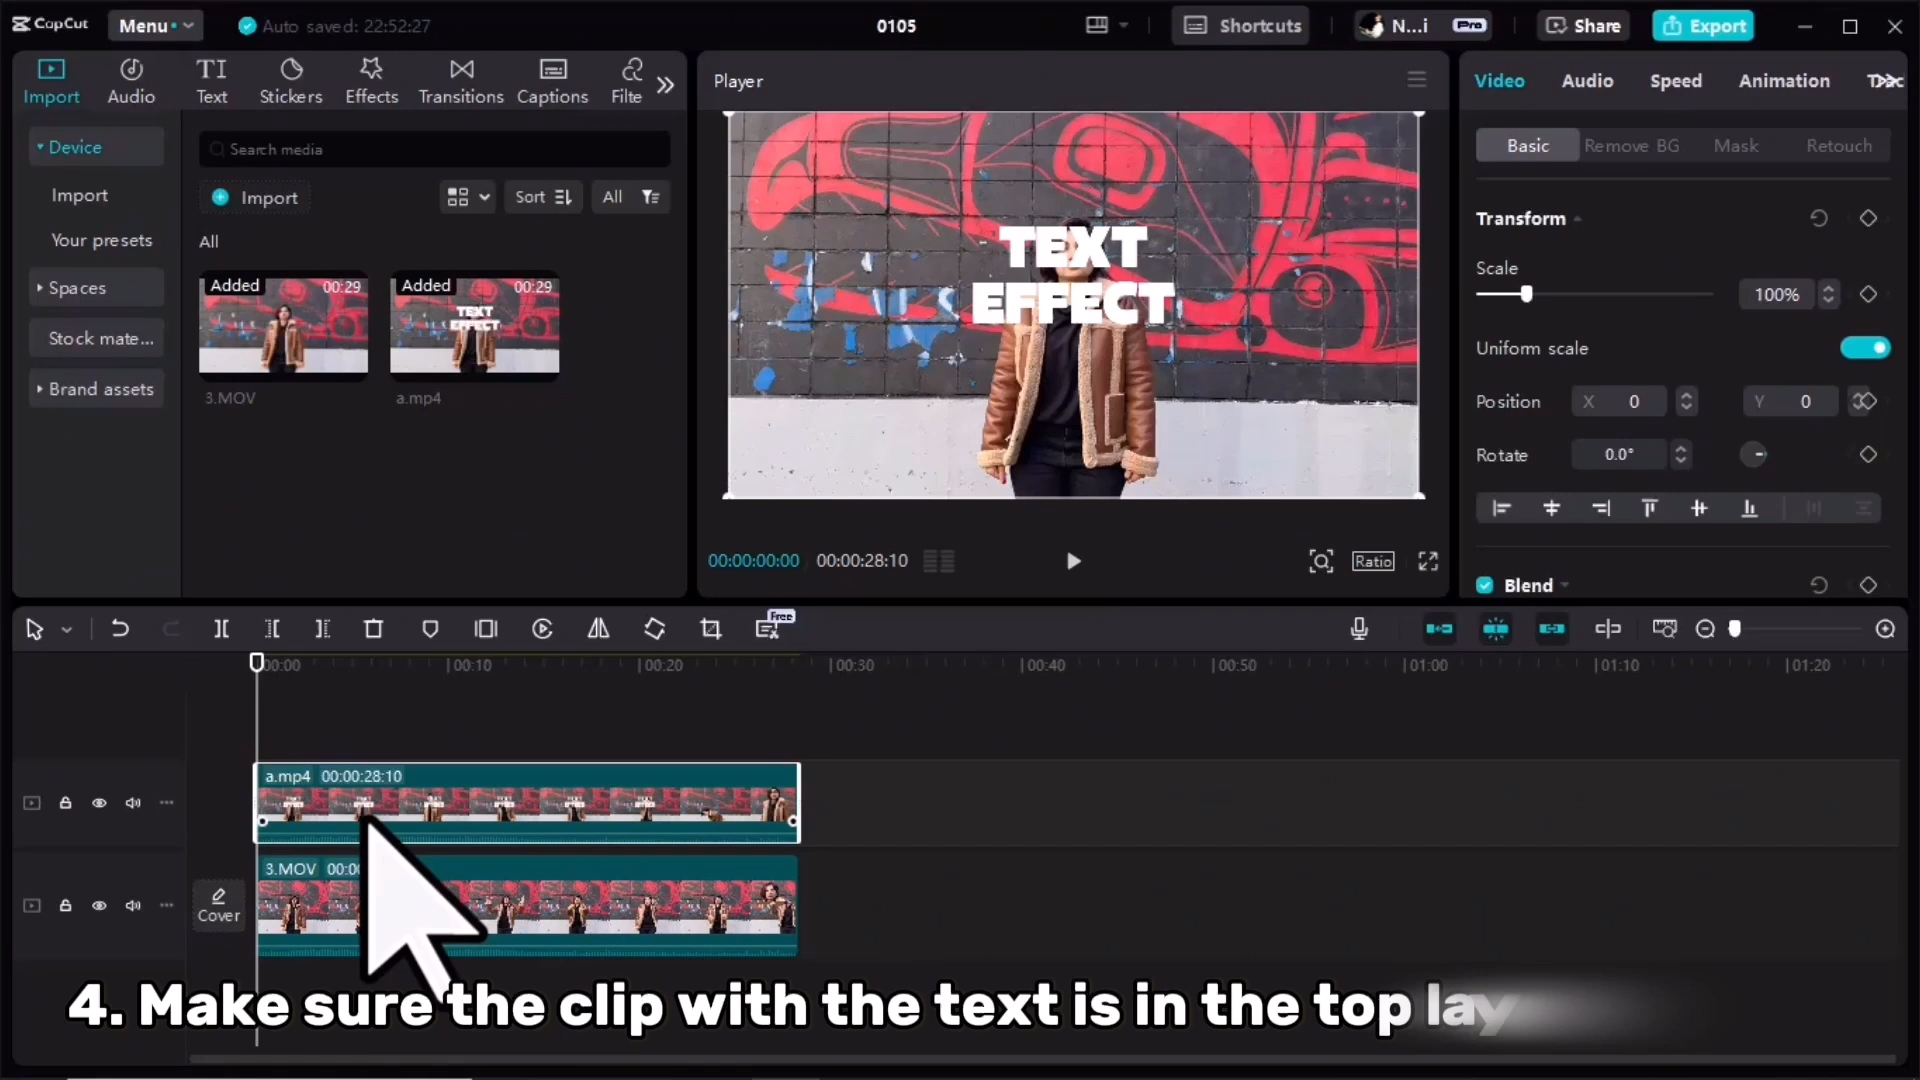 CapCut
Menu
Auto saved: 22:52:27
0105
Shortcuts
N...i
Pro
Share
Export
Import
Audio
Text
Stickers
Effects
Transitions
Captions
Filte
Device
Import
Your presets
Spaces
Stock mate...
Brand assets
Search media
Import
Sort
All
All
Added 00:29
3.MOV
Added 00:29
TEXT
EFFECT
a.mp4
Player
TEXT
EFFECT
00:00:00:00 00:00:28:10
Ratio
Video
Audio
Speed
Animation
Basic
Remove BG
Mask
Retouch
Transform
Scale
100%
Uniform scale
Position X 0 Y 0
Rotate 0.0°
Blend
Free
00:00 00:10 00:20 00:30 00:40 00:50 01:00 01:10 01:20
a.mp4 00:00:28:10
Cover
3.MOV
4. Make sure the clip with the text is in the top lay